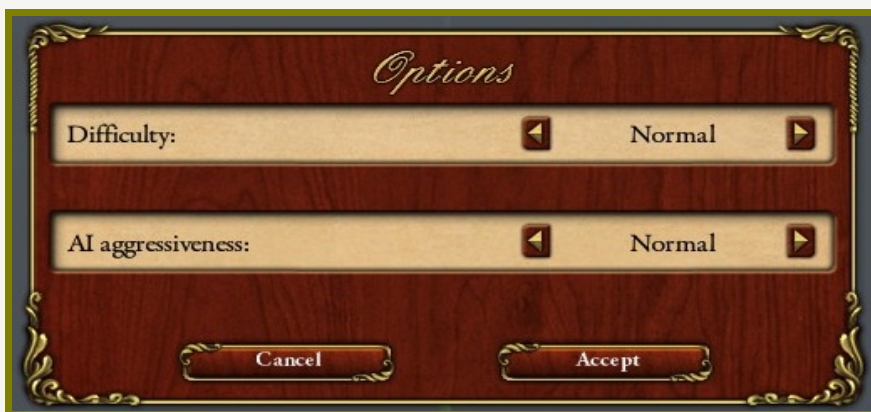 Options
Difficulty: Normal
AI aggressiveness: Normal
Cancel Accept